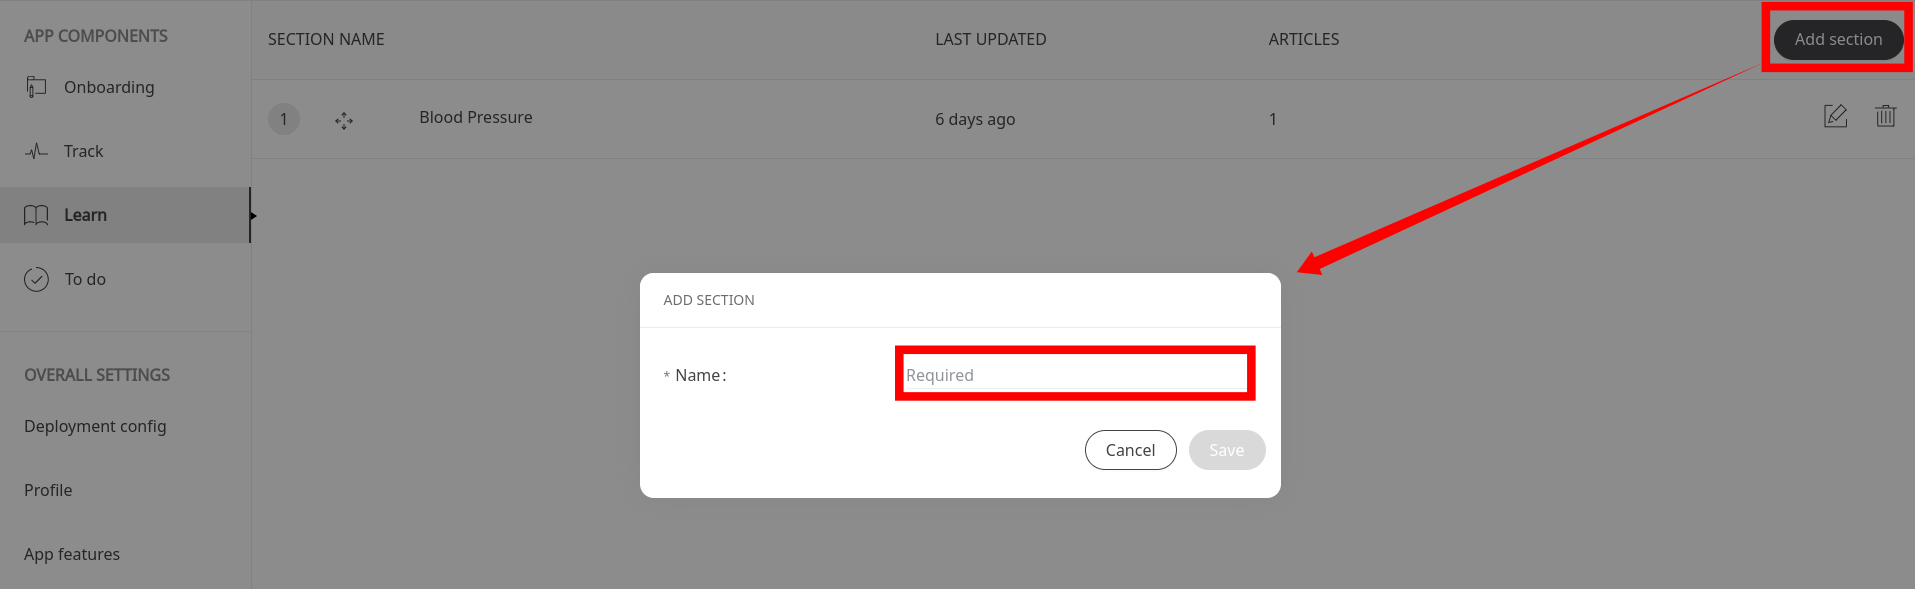 APP COMPONENTS
Onboarding
Track
Learn
To do
OVERALL SETTINGS
Deployment config
Profile
App features
SECTION NAME LAST UPDATED ARTICLES Add section
1 Blood Pressure 6 days ago 1
ADD SECTION
* Name: Required
Cancel Save